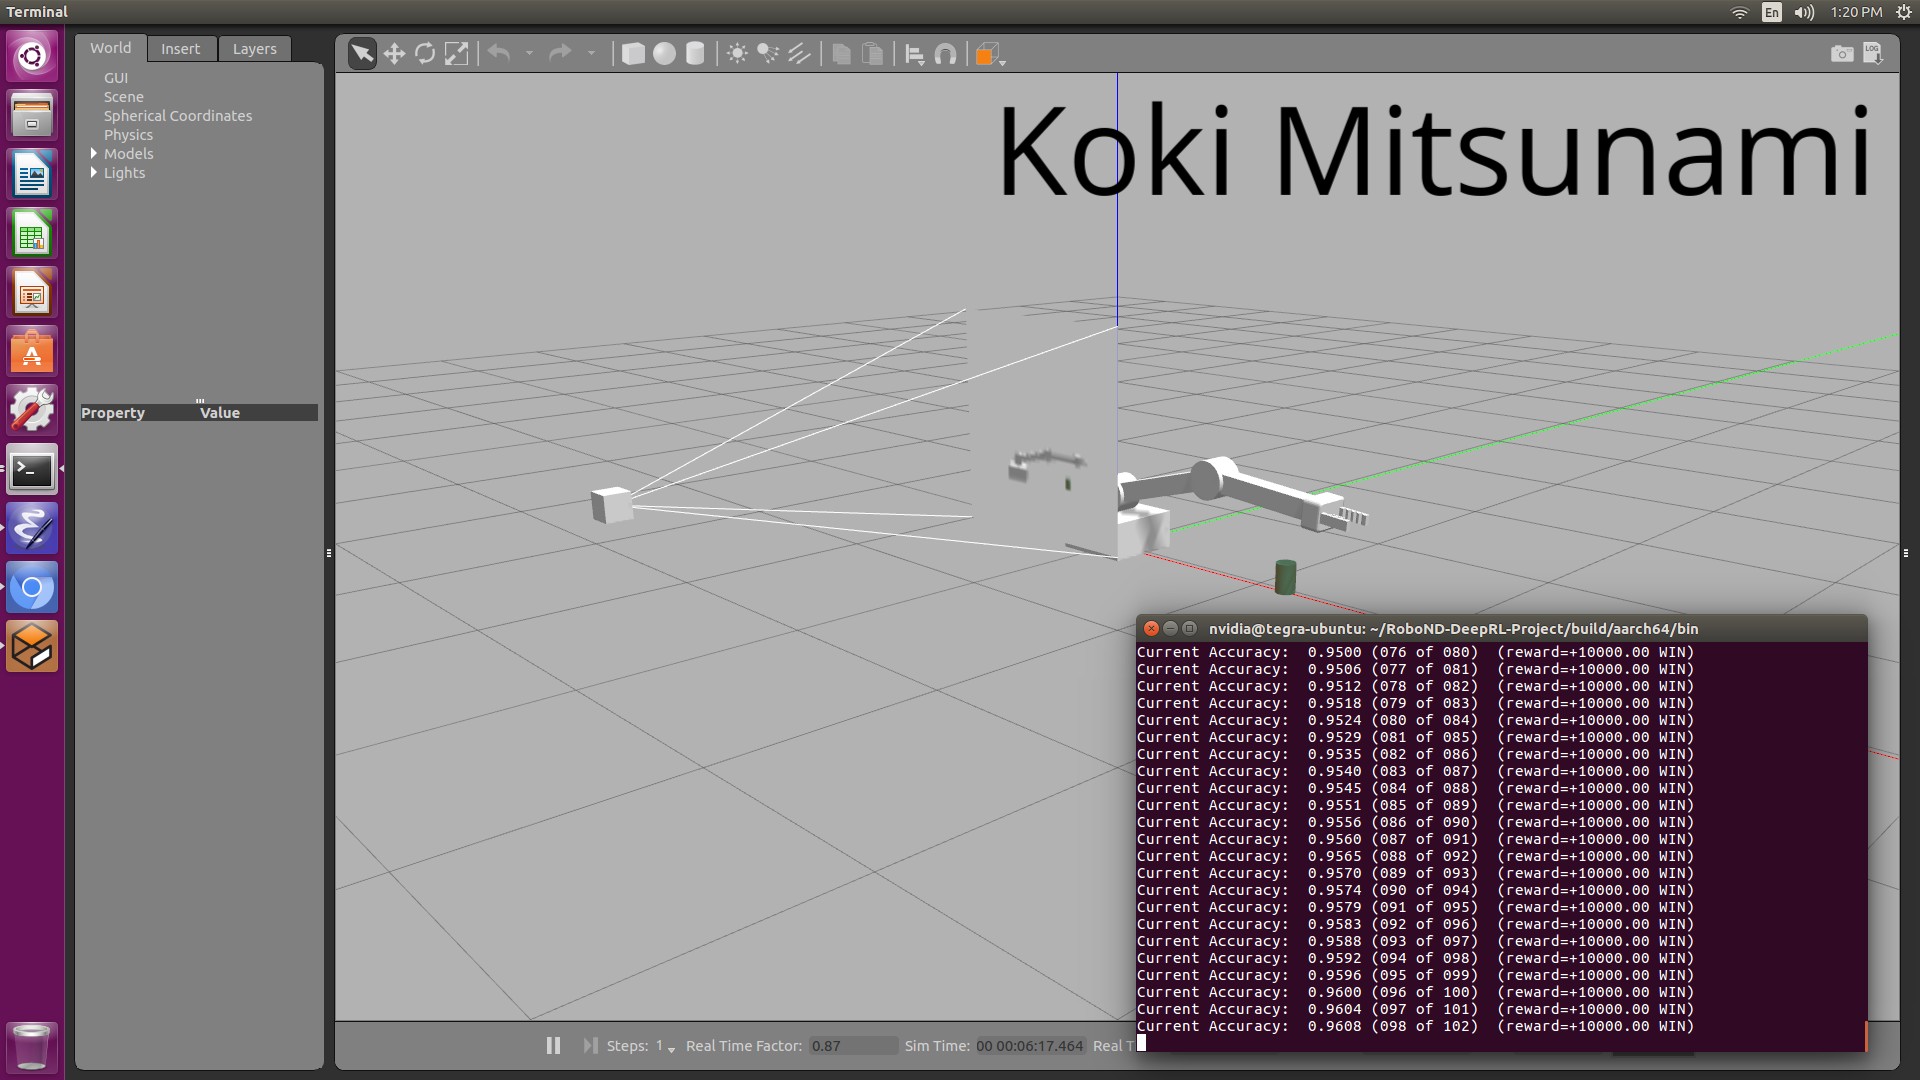 Terminal
En
1:20 PM
World Insert Layers
LOG
GUI
Scene
Spherical Coordinates
Physics
Models
Lights
Koki Mitsunami
Property Value
nvidia@tegra-ubuntu: ~/RoboND-DeepRL-Project/build/aarch64/bin
Current Accuracy:  0.9500 (076 of 080)  (reward=+10000.00 WIN)
Current Accuracy:  0.9506 (077 of 081)  (reward=+10000.00 WIN)
Current Accuracy:  0.9512 (078 of 082)  (reward=+10000.00 WIN)
Current Accuracy:  0.9518 (079 of 083)  (reward=+10000.00 WIN)
Current Accuracy:  0.9524 (080 of 084)  (reward=+10000.00 WIN)
Current Accuracy:  0.9529 (081 of 085)  (reward=+10000.00 WIN)
Current Accuracy:  0.9535 (082 of 086)  (reward=+10000.00 WIN)
Current Accuracy:  0.9540 (083 of 087)  (reward=+10000.00 WIN)
Current Accuracy:  0.9545 (084 of 088)  (reward=+10000.00 WIN)
Current Accuracy:  0.9551 (085 of 089)  (reward=+10000.00 WIN)
Current Accuracy:  0.9556 (086 of 090)  (reward=+10000.00 WIN)
Current Accuracy:  0.9560 (087 of 091)  (reward=+10000.00 WIN)
Current Accuracy:  0.9565 (088 of 092)  (reward=+10000.00 WIN)
Current Accuracy:  0.9570 (089 of 093)  (reward=+10000.00 WIN)
Current Accuracy:  0.9574 (090 of 094)  (reward=+10000.00 WIN)
Current Accuracy:  0.9579 (091 of 095)  (reward=+10000.00 WIN)
Current Accuracy:  0.9583 (092 of 096)  (reward=+10000.00 WIN)
Current Accuracy:  0.9588 (093 of 097)  (reward=+10000.00 WIN)
Current Accuracy:  0.9592 (094 of 098)  (reward=+10000.00 WIN)
Current Accuracy:  0.9596 (095 of 099)  (reward=+10000.00 WIN)
Current Accuracy:  0.9600 (096 of 100)  (reward=+10000.00 WIN)
Current Accuracy:  0.9604 (097 of 101)  (reward=+10000.00 WIN)
Current Accuracy:  0.9608 (098 of 102)  (reward=+10000.00 WIN)
Steps: 1 Real Time Factor: 0.87 Sim Time: 00 00:06:17.464 Real T